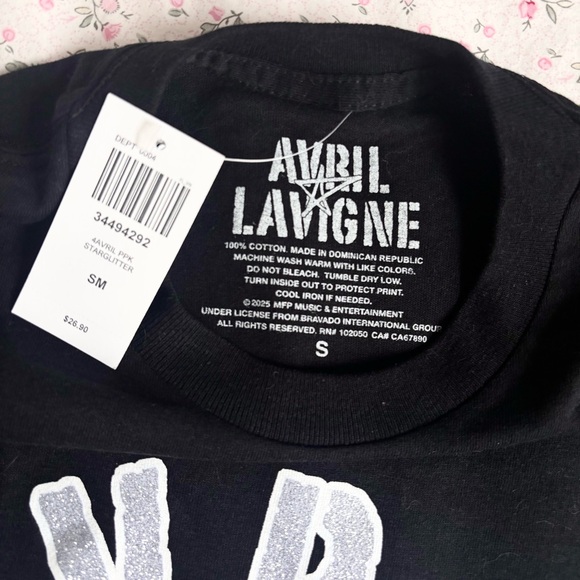 DEPT 6004
34494292
4AVRIL PPK
STARGLITTER
SM
$26.90
AVRIL
LAVIGNE
100% COTTON. MADE IN DOMINICAN REPUBLIC
MACHINE WASH WARM WITH LIKE COLORS.
DO NOT BLEACH. TUMBLE DRY LOW.
TURN INSIDE OUT TO PROTECT PRINT.
COOL IRON IF NEEDED.
© 2025 MFP MUSIC & ENTERTAINMENT
UNDER LICENSE FROM BRAVADO INTERNATIONAL GROUP
ALL RIGHTS RESERVED. RN# 102050 CA# CA67890
S
V R